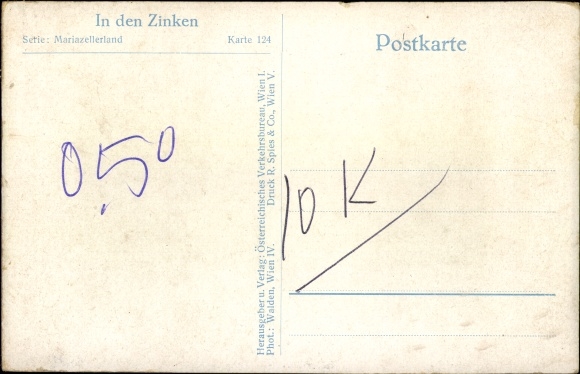 In den Zinken
Serie: Mariazellerland Karte 124
Postkarte
Herausgeber u. Verlag: Österreichisches Verkehrsbureau, Wien I.
Phot.: Walden, Wien IV. Druck R. Spies & Co., Wien V.
0,50
10 K